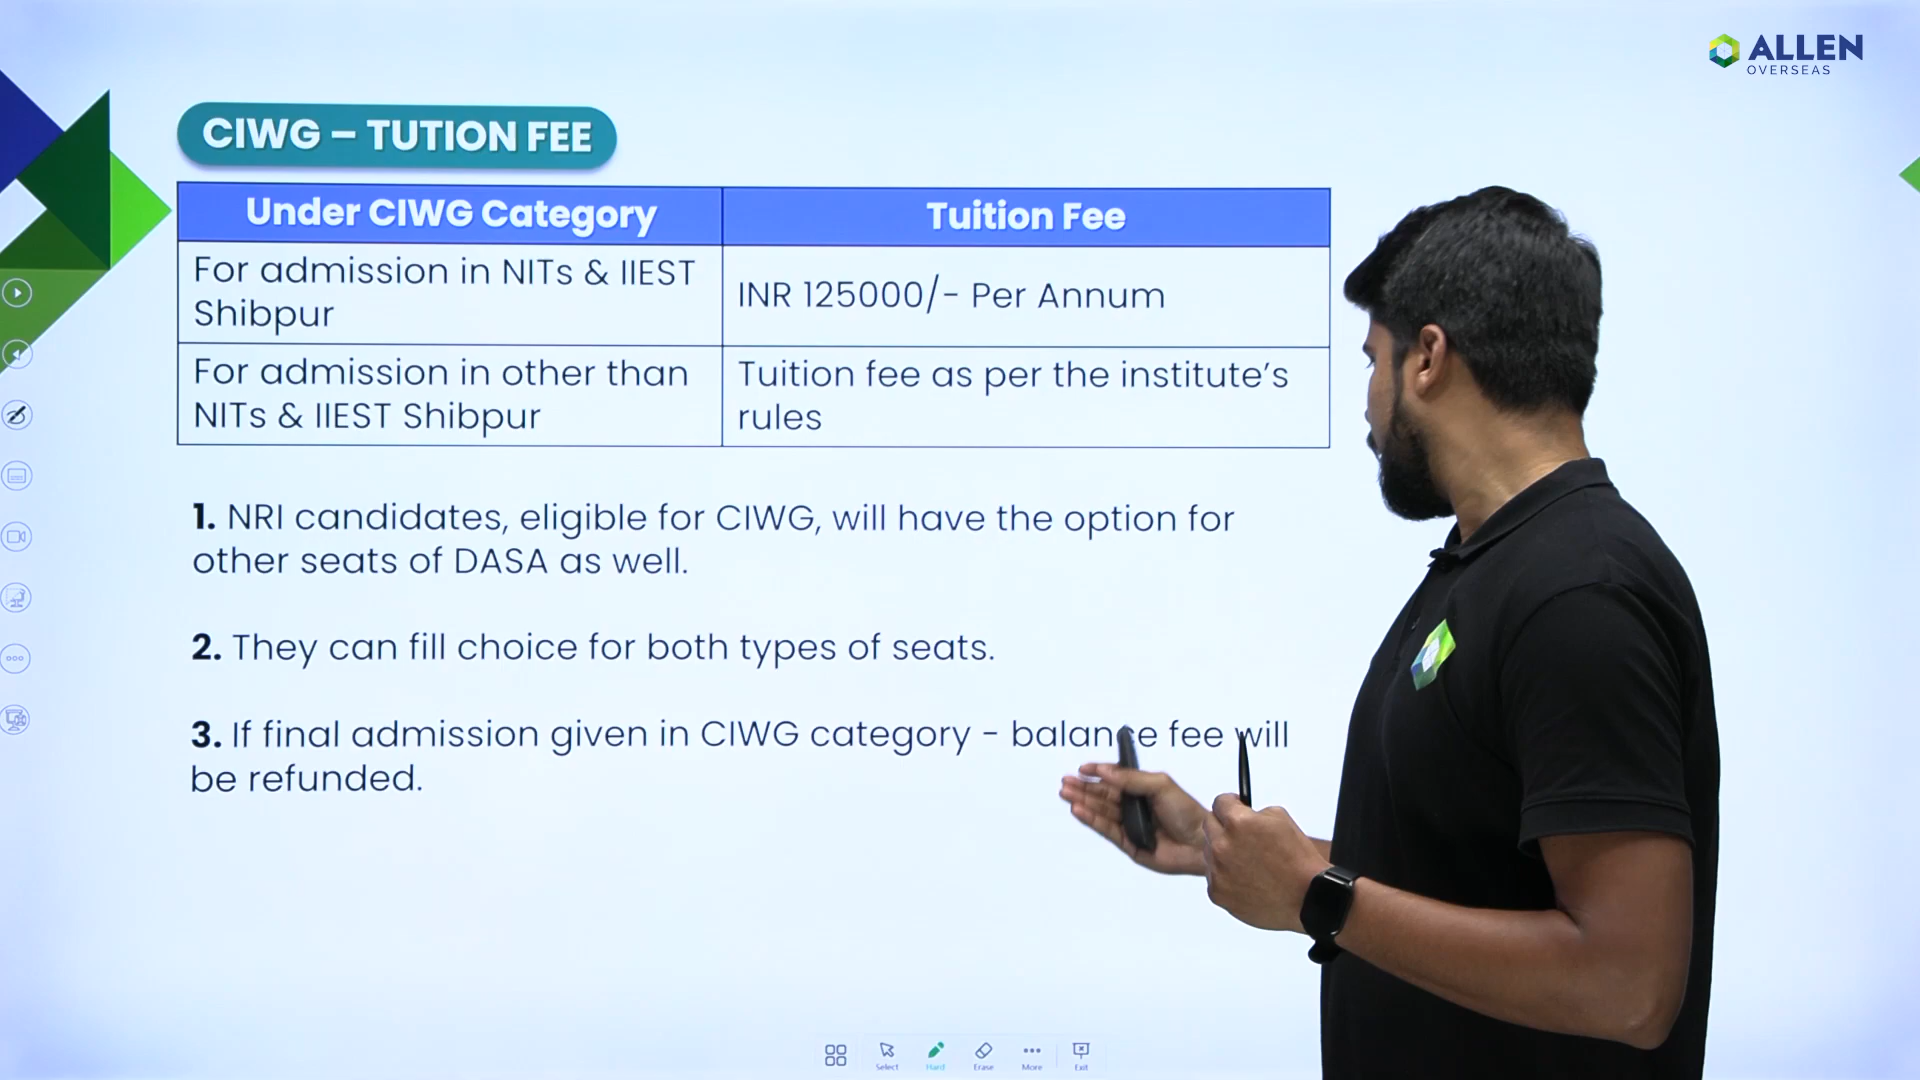 ALLEN
OVERSEAS
CIWG – TUTION FEE
Under CIWG Category
Tuition Fee
For admission in NITs & IIEST
Shibpur
INR 125000/- Per Annum
For admission in other than
NITs & IIEST Shibpur
Tuition fee as per the institute's
rules
1. NRI candidates, eligible for CIWG, will have the option for
other seats of DASA as well.
2. They can fill choice for both types of seats.
3. If final admission given in CIWG category - balance fee will
be refunded.
Select
Hard
Erase
More
Exit